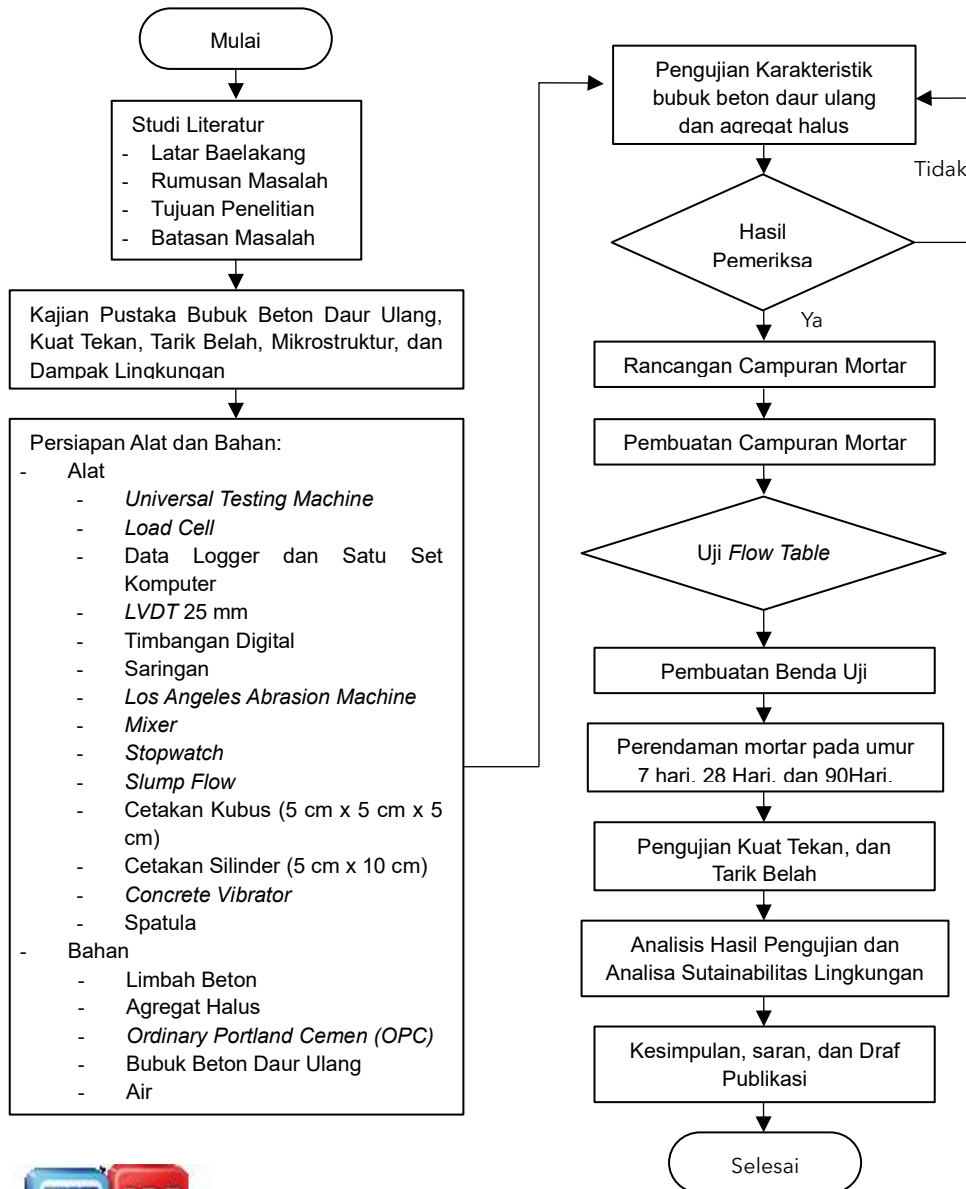 Mulai
Studi Literatur
- Latar Baelakang
- Rumusan Masalah
- Tujuan Penelitian
- Batasan Masalah
Kajian Pustaka Bubuk Beton Daur Ulang,
Kuat Tekan, Tarik Belah, Mikrostruktur, dan
Dampak Lingkungan
Persiapan Alat dan Bahan:
- Alat
- Universal Testing Machine
- Load Cell
- Data Logger dan Satu Set
Komputer
- LVDT 25 mm
- Timbangan Digital
- Saringan
- Los Angeles Abrasion Machine
- Mixer
- Stopwatch
- Slump Flow
- Cetakan Kubus (5 cm x 5 cm x 5
cm)
- Cetakan Silinder (5 cm x 10 cm)
- Concrete Vibrator
- Spatula
- Bahan
- Limbah Beton
- Agregat Halus
- Ordinary Portland Cemen (OPC)
- Bubuk Beton Daur Ulang
- Air
Pengujian Karakteristik
bubuk beton daur ulang
dan agregat halus
Tidak
Hasil
Pemeriksa
Ya
Rancangan Campuran Mortar
Pembuatan Campuran Mortar
Uji Flow Table
Pembuatan Benda Uji
Perendaman mortar pada umur
7 hari, 28 Hari, dan 90Hari.
Pengujian Kuat Tekan, dan
Tarik Belah
Analisis Hasil Pengujian dan
Analisa Sutainabilitas Lingkungan
Kesimpulan, saran, dan Draf
Publikasi
Selesai